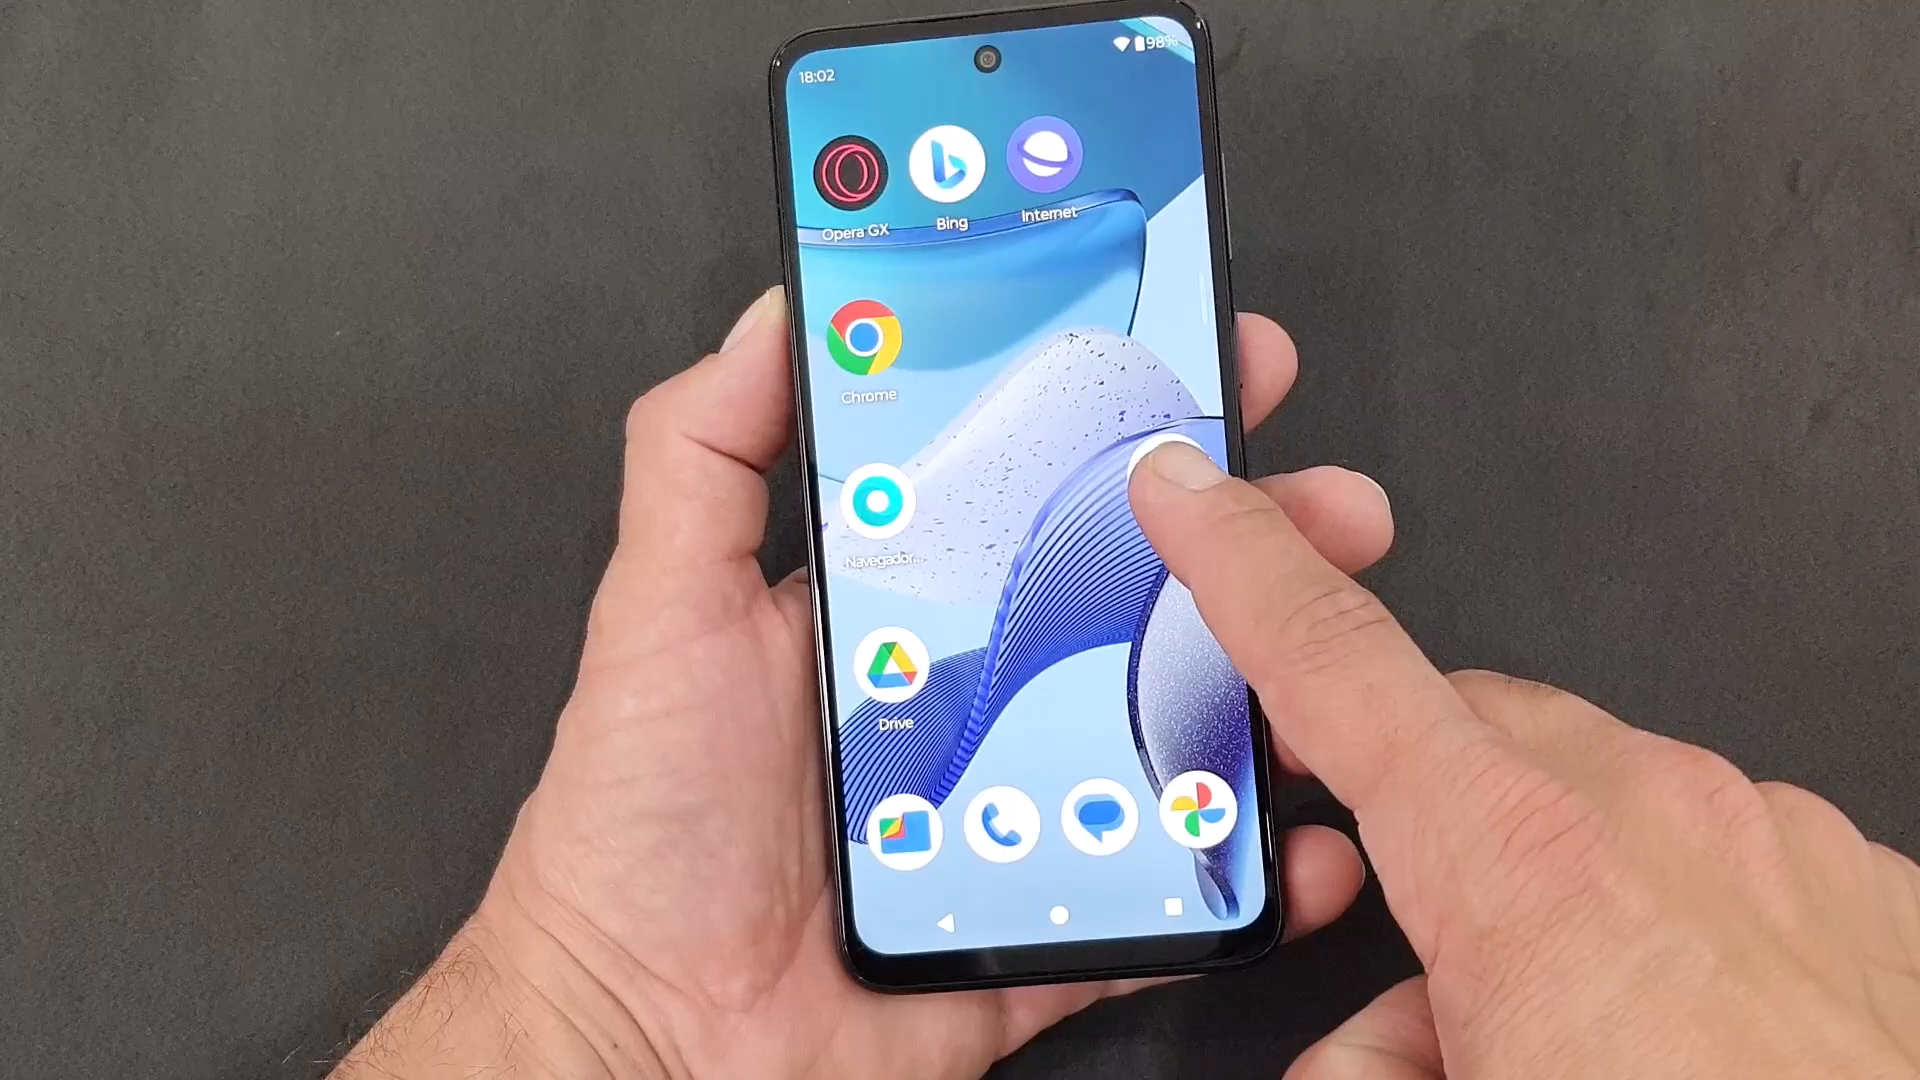 18:02
98%
Opera GX
Bing
Internet
Chrome
Navegador...
Drive